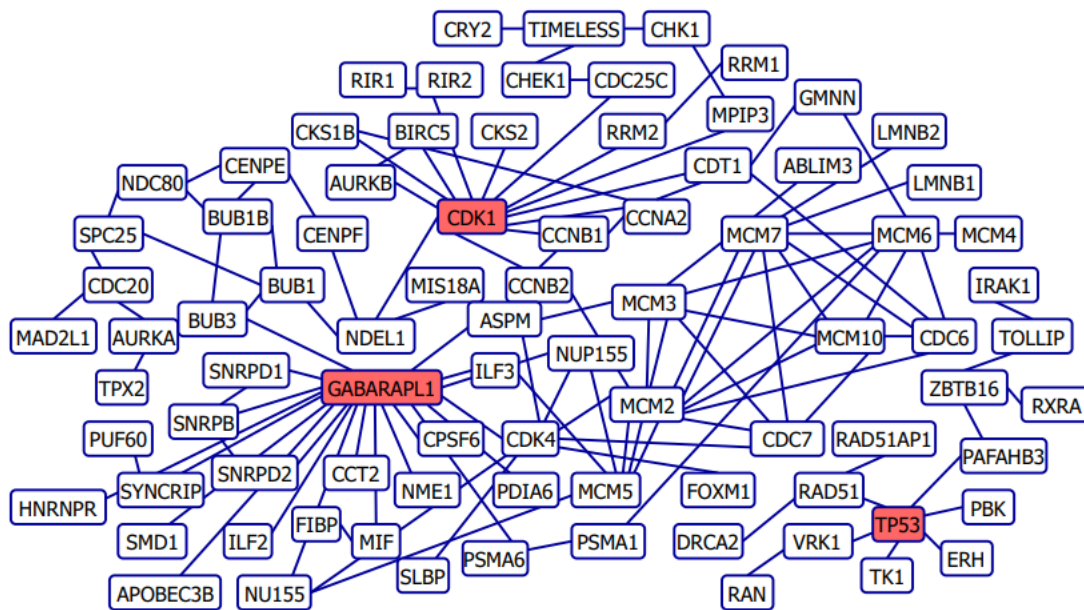 CRY2
TIMELESS
CHK1
RIR1
RIR2
CHEK1
CDC25C
RRM1
GMNN
CKS1B
BIRC5
CKS2
RRM2
MPIP3
LMNB2
NDC80
CENPE
AURKB
CDT1
ABLIM3
LMNB1
SPC25
BUB1B
CENPF
CDK1
CCNB1
CCNA2
MCM7
MCM6
MCM4
CDC20
BUB1
MIS18A
CCNB2
MCM3
IRAK1
MAD2L1
AURKA
BUB3
NDEL1
ASPM
MCM10
CDC6
TOLLIP
TPX2
SNRPD1
GABARAPL1
ILF3
NUP155
MCM2
ZBTB16
RXRA
PUF60
SNRPB
CPSF6
CDK4
CDC7
RAD51AP1
PAFAHB3
HNRNPR
SYNCRIP
SNRPD2
CCT2
NME1
PDIA6
MCM5
FOXM1
RAD51
SMD1
ILF2
FIBP
MIF
PSMA6
PSMA1
DRCA2
VRK1
TP53
PBK
APOBEC3B
NU155
SLBP
RAN
TK1
ERH